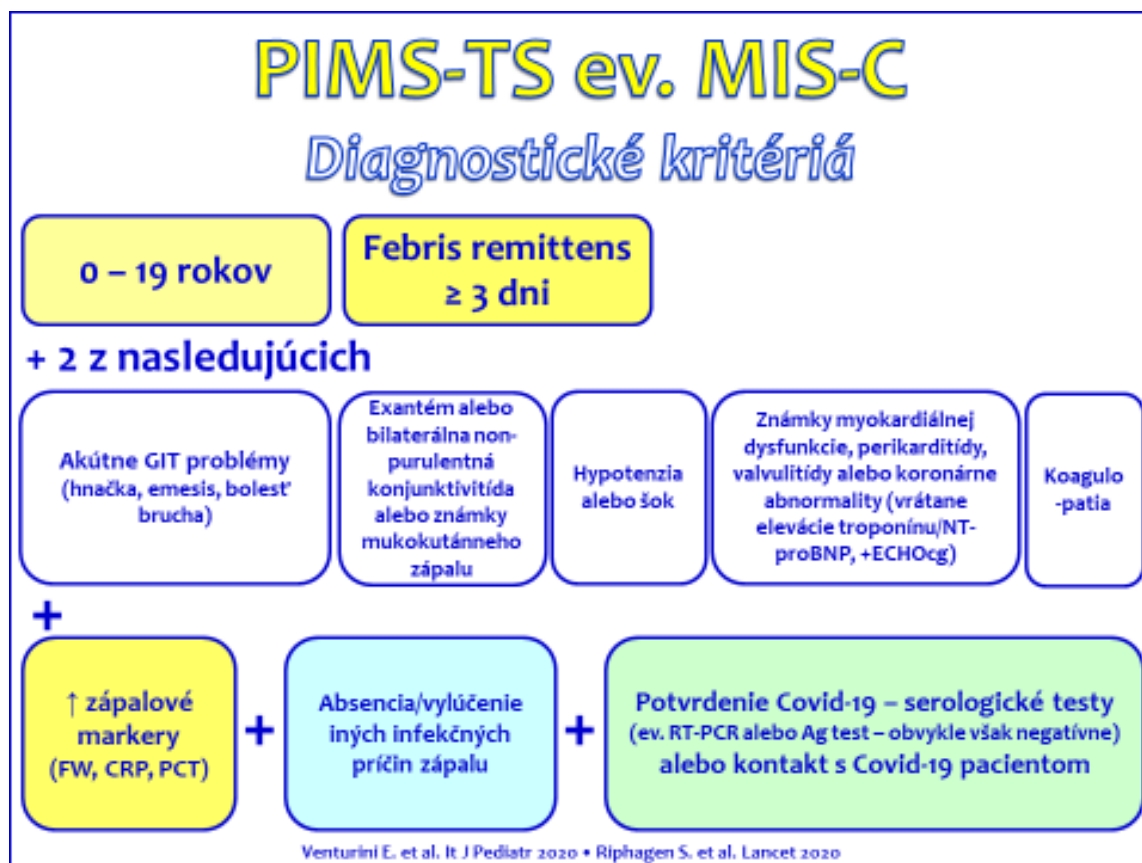 PIMS-TS ev. MIS-C
Diagnostické kritériá
0 – 19 rokov
Febris remittens
≥ 3 dni
+ 2 z nasledujúcich
Akútne GIT problémy
(hnačka, emesis, bolesť
brucha)
Exantém alebo
bilaterálna non-
purulentná
konjunktivitída
alebo známky
mukokutánneho
zápalu
Hypotenzia
alebo šok
Známky myokardiálnej
dysfunkcie, perikarditídy,
valvulitídy alebo koronárne
abnormality (vrátane
elevácie troponínu/NT-
proBNP, +ECHOcg)
Koagulo
-patia
+
↑ zápalové
markery
(FW, CRP, PCT)
+
Absencia/vylúčenie
iných infekčných
príčin zápalu
+
Potvrdenie Covid-19 – serologické testy
(ev. RT-PCR alebo Ag test – obvykle však negatívne)
alebo kontakt s Covid-19 pacientom
Venturini E. et al. It J Pediatr 2020 • Riphagen S. et al. Lancet 2020